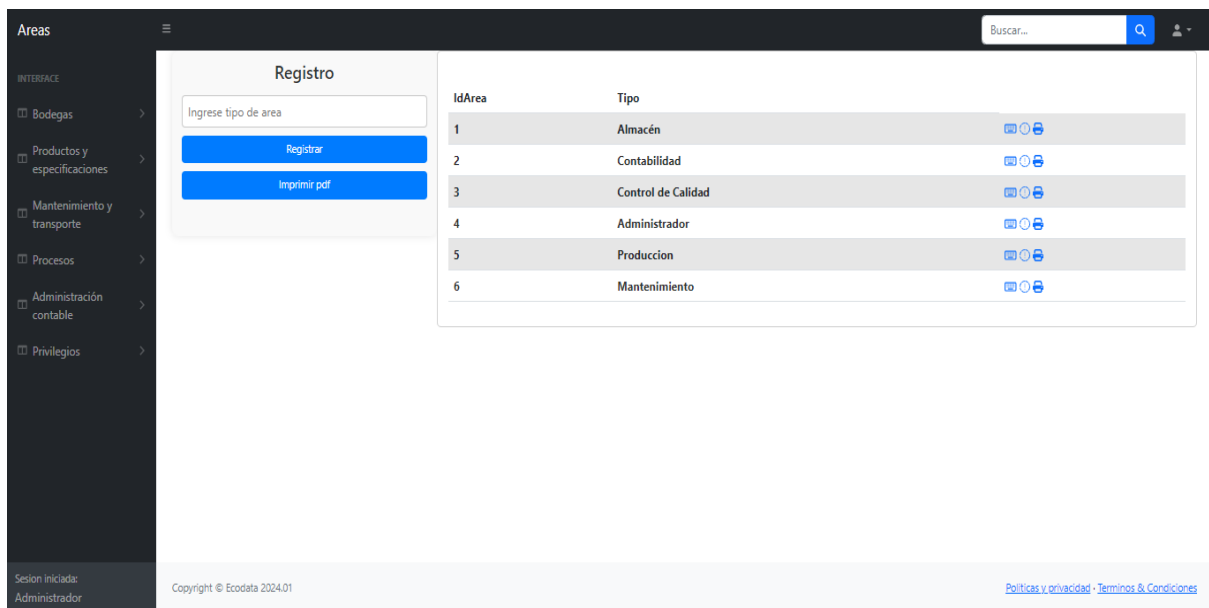 Areas
Buscar...
INTERFACE
Bodegas
Productos y
especificaciones
Mantenimiento y
transporte
Procesos
Administración
contable
Privilegios
Sesion iniciada:
Administrador
Registro
Ingrese tipo de area
Registrar
Imprimir pdf
IdArea Tipo
1 Almacén
2 Contabilidad
3 Control de Calidad
4 Administrador
5 Produccion
6 Mantenimiento
Copyright © Ecodata 2024.01
Politicas y privacidad · Terminos & Condiciones